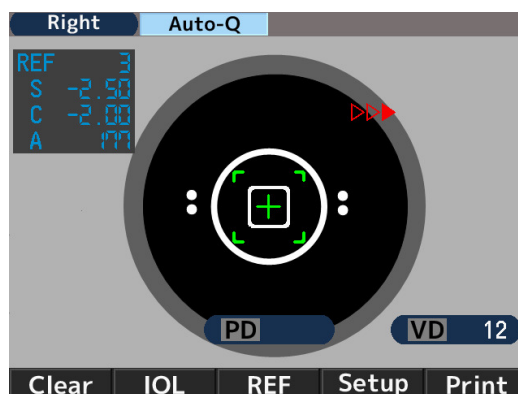 Right Auto-Q
REF 3
S -2.50
C -2.00
A 177
PD VD 12
Clear IOL REF Setup Print